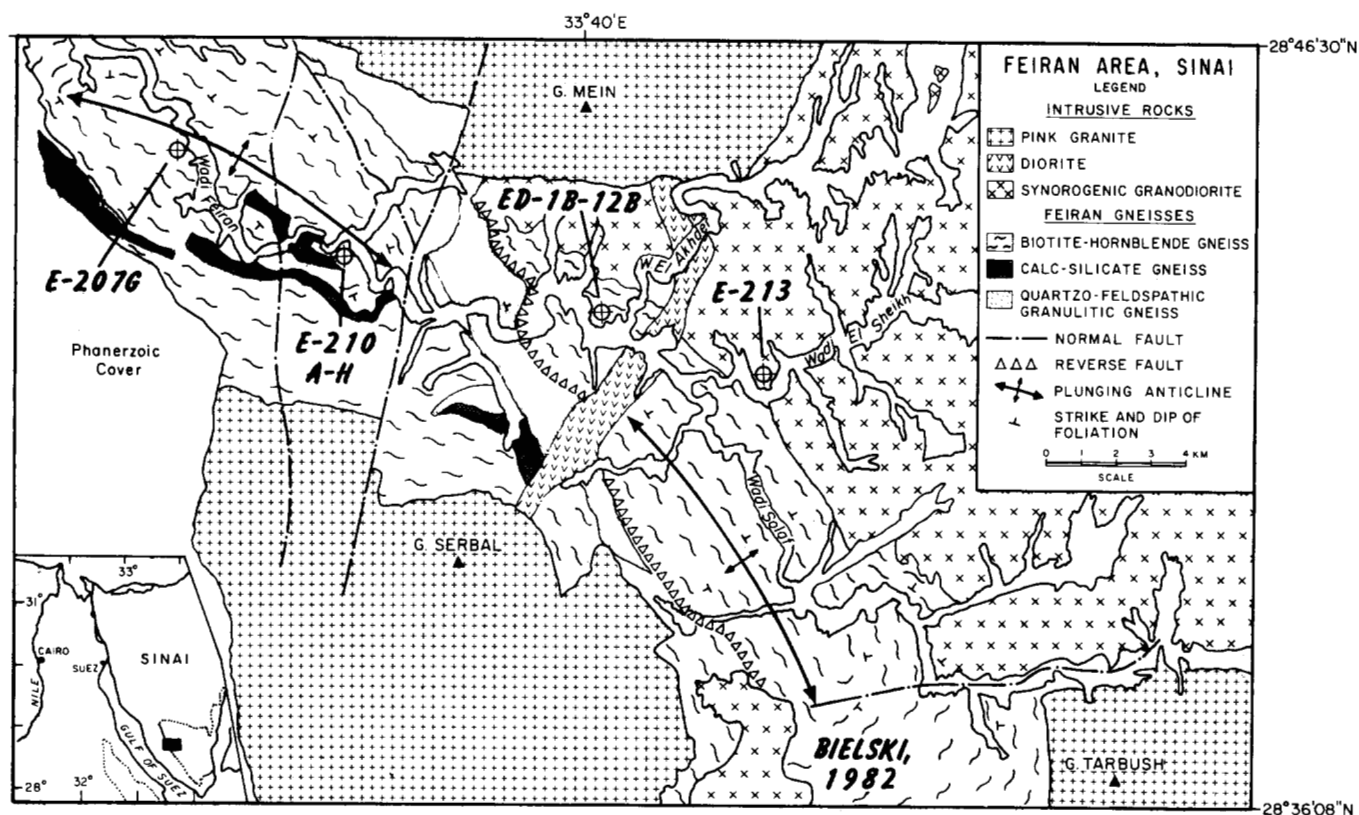 33°40'E
28°46'30"N
FEIRAN AREA, SINAI
LEGEND
INTRUSIVE ROCKS
PINK GRANITE
DIORITE
SYNOROGENIC GRANODIORITE
FEIRAN GNEISSES
BIOTITE-HORNBLENDE GNEISS
CALC-SILICATE GNEISS
QUARTZO-FELDSPATHIC
GRANULITIC GNEISS
NORMAL FAULT
REVERSE FAULT
PLUNGING ANTICLINE
STRIKE AND DIP OF
FOLIATION
0 1 2 3 4 KM
SCALE
G. MEIN
Wadi Feiran
ED-1B-12B
W. El Akhder
E-207G
E-213
Wadi El Sheikh
E-210
A-H
Phanerzoic
Cover
Wadi Solaf
G. SERBAL
BIELSKI,
1982
G. TARBUSH
33°
31°
CAIRO
SUEZ
SINAI
NILE
GULF OF SUEZ
28°
32°
28°36'08"N